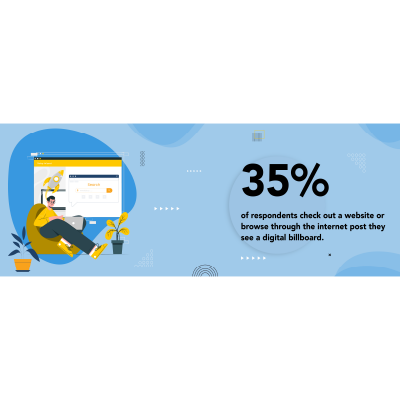 35%
of respondents check out a website or
browse through the internet post they
see a digital billboard.